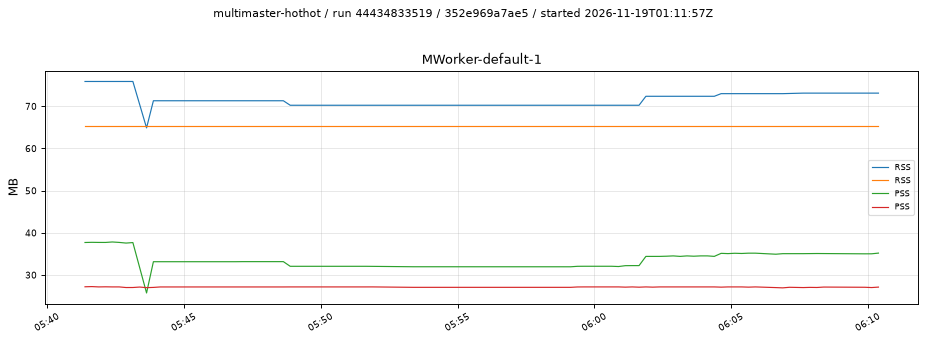 multimaster-hothot / run 44434833519 / 352e969a7ae5 / started 2026-11-19T01:11:57Z
MWorker-default-1
MB
70
60
50
40
30
RSS
RSS
PSS
PSS
05:40
05:45
05:50
05:55
06:00
06:05
06:10